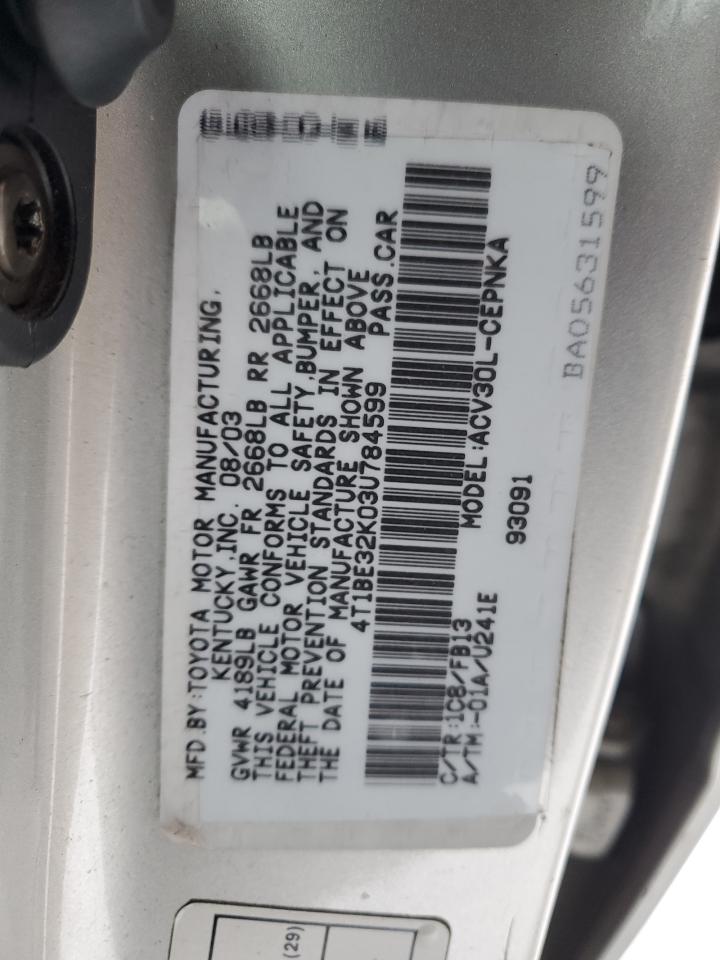 MFD.BY:TOYOTA MOTOR MANUFACTURING,
KENTUCKY,INC. 08/03
GVWR 4189LB GAWR FR 2668LB RR 2668LB
THIS VEHICLE CONFORMS TO ALL APPLICABLE
FEDERAL MOTOR VEHICLE SAFETY,BUMPER, AND
THEFT PREVENTION STANDARDS IN EFFECT ON
THE DATE OF MANUFACTURE SHOWN ABOVE
4T1BE32K03U784599 PASS.CAR
C/TR:1C8/FB13 MODEL:ACV30L-CEPNKA
A/TM:-01A/U241E
93091
BA05631599
(29)